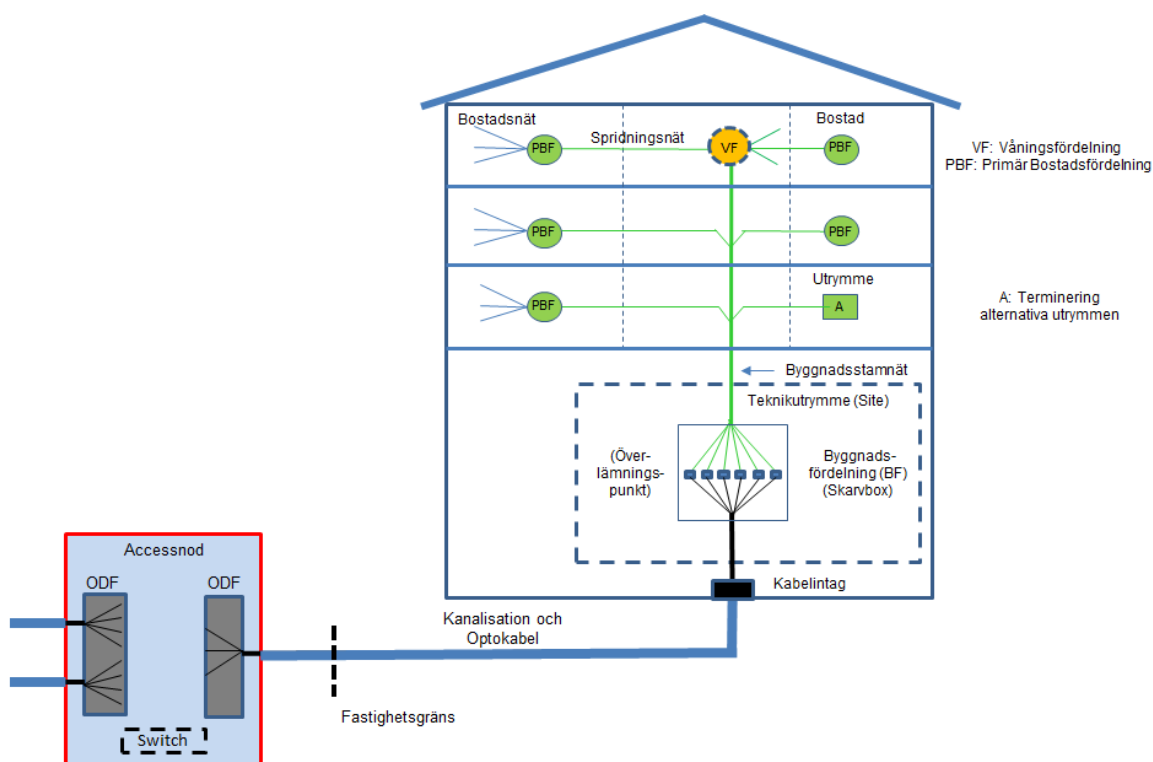 Bostadsnät
Bostad
Spridningsnät
PBF
VF
PBF
VF: Våningsfördelning
PBF: Primär Bostadsfördelning
PBF
PBF
Utrymme
PBF
A
A: Terminering
alternativa utrymmen
Byggnadsstamnät
Teknikutrymme (Site)
(Över-
lämnings-
punkt)
Byggnads-
fördelning (BF)
(Skarvbox)
Kabelintag
Accessnod
ODF
ODF
Kanalisation och
Optokabel
Fastighetsgräns
Switch